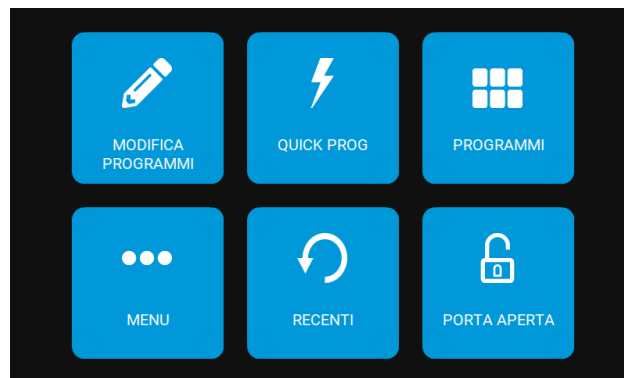 MODIFICA
PROGRAMMI
QUICK PROG
PROGRAMMI
MENU
RECENTI
PORTA APERTA